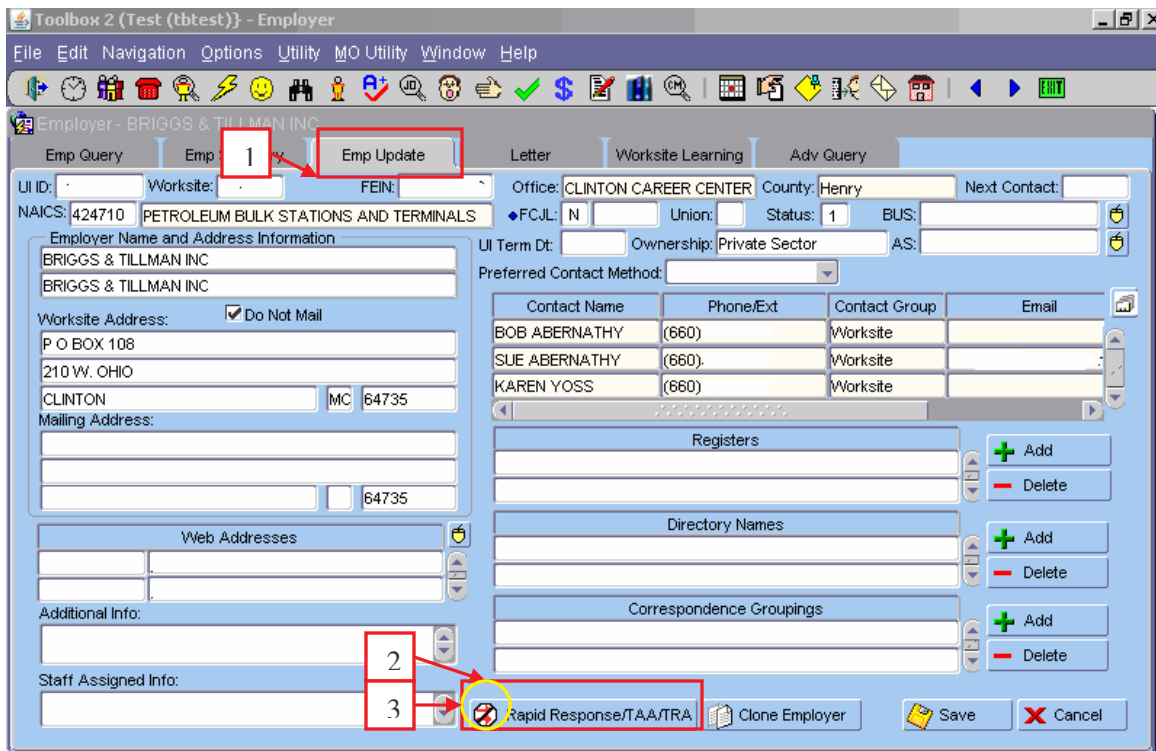 Toolbox 2 (Test (tbtest)} - Employer
File Edit Navigation Options Utility MO Utility Window Help
JD CM EXIT
Employer - BRIGGS & TILLMAN INC
Emp Query Emp 1 Emp Update Letter Worksite Learning Adv Query
UI ID: Worksite: FEIN: Office: CLINTON CAREER CENTER County: Henry Next Contact:
NAICS: 424710 PETROLEUM BULK STATIONS AND TERMINALS FCJL: N Union: Status: 1 BUS:
Employer Name and Address Information UI Term Dt: Ownership: Private Sector AS:
BRIGGS & TILLMAN INC
BRIGGS & TILLMAN INC
Preferred Contact Method:
Worksite Address: Do Not Mail
P O BOX 108
210 W. OHIO
CLINTON MC 64735
Mailing Address:
64735
Contact Name Phone/Ext Contact Group Email
BOB ABERNATHY (660) Worksite
SUE ABERNATHY (660). Worksite
KAREN YOSS (660) Worksite
Registers
Add
Delete
Web Addresses
Directory Names
Add
Delete
Additional Info:
Correspondence Groupings
Add
Delete
2
Staff Assigned Info:
3
Rapid Response/TAA/TRA Clone Employer Save Cancel